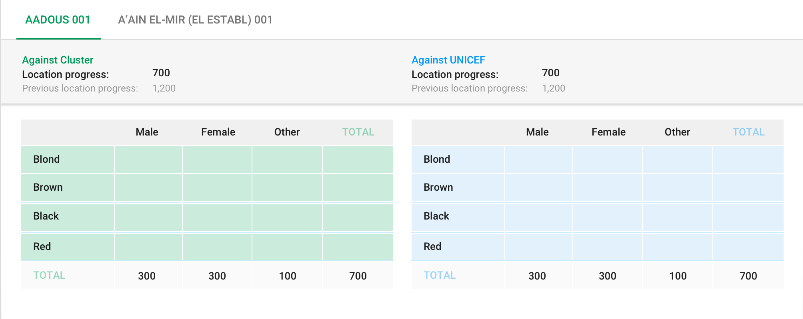 AADOUS 001 A'AIN EL-MIR (EL ESTABL) 001
Against Cluster
Location progress: 700
Previous location progress: 1,200
Against UNICEF
Location progress: 700
Previous location progress: 1,200
Male Female Other TOTAL
Blond
Brown
Black
Red
TOTAL 300 300 100 700
Male Female Other TOTAL
Blond
Brown
Black
Red
TOTAL 300 300 100 700